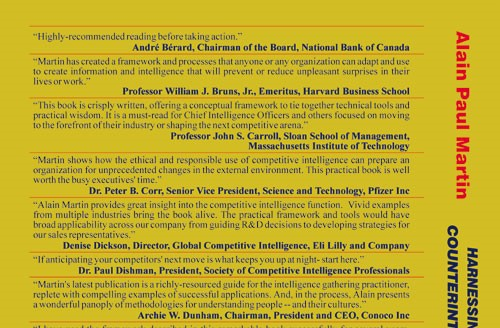 "Highly-recommended reading before taking action."
André Bérard, Chairman of the Board, National Bank of Canada
"Martin has created a framework and processes that anyone or any organization can adapt and use
to create information and intelligence that will prevent or reduce unpleasant surprises in their
lives or work."
Professor William J. Bruns, Jr., Emeritus, Harvard Business School
"This book is crisply written, offering a conceptual framework to tie together technical tools and
practical wisdom. It is a must-read for Chief Intelligence Officers and others focused on moving
to the forefront of their industry or shaping the next competitive arena."
Professor John S. Carroll, Sloan School of Management,
Massachusetts Institute of Technology
"Martin shows how the ethical and responsible use of competitive intelligence can prepare an
organization for unprecedented changes in the external environment. This practical book is well
worth the busy executives' time."
Dr. Peter B. Corr, Senior Vice President, Science and Technology, Pfizer Inc
"Alain Martin provides great insight into the competitive intelligence function. Vivid examples
from multiple industries bring the book alive. The practical framework and tools would have
broad applicability across our company from guiding R&D decisions to developing strategies for
our sales representatives."
Denise Dickson, Director, Global Competitive Intelligence, Eli Lilly and Company
"If anticipating your competitors' next move is what keeps you up at night- start here."
Dr. Paul Dishman, President, Society of Competitive Intelligence Professionals
"Martin's latest publication is a richly-resourced guide for the intelligence gathering practitioner,
replete with compelling examples of successful applications. And, in the process, Alain presents
a wonderful panoply of methodologies for understanding people -- and their cultures."
Archie W. Dunham, Chairman, President and CEO, Conoco Inc
Alain Paul Martin
HARNESSIN
COUNTERINT